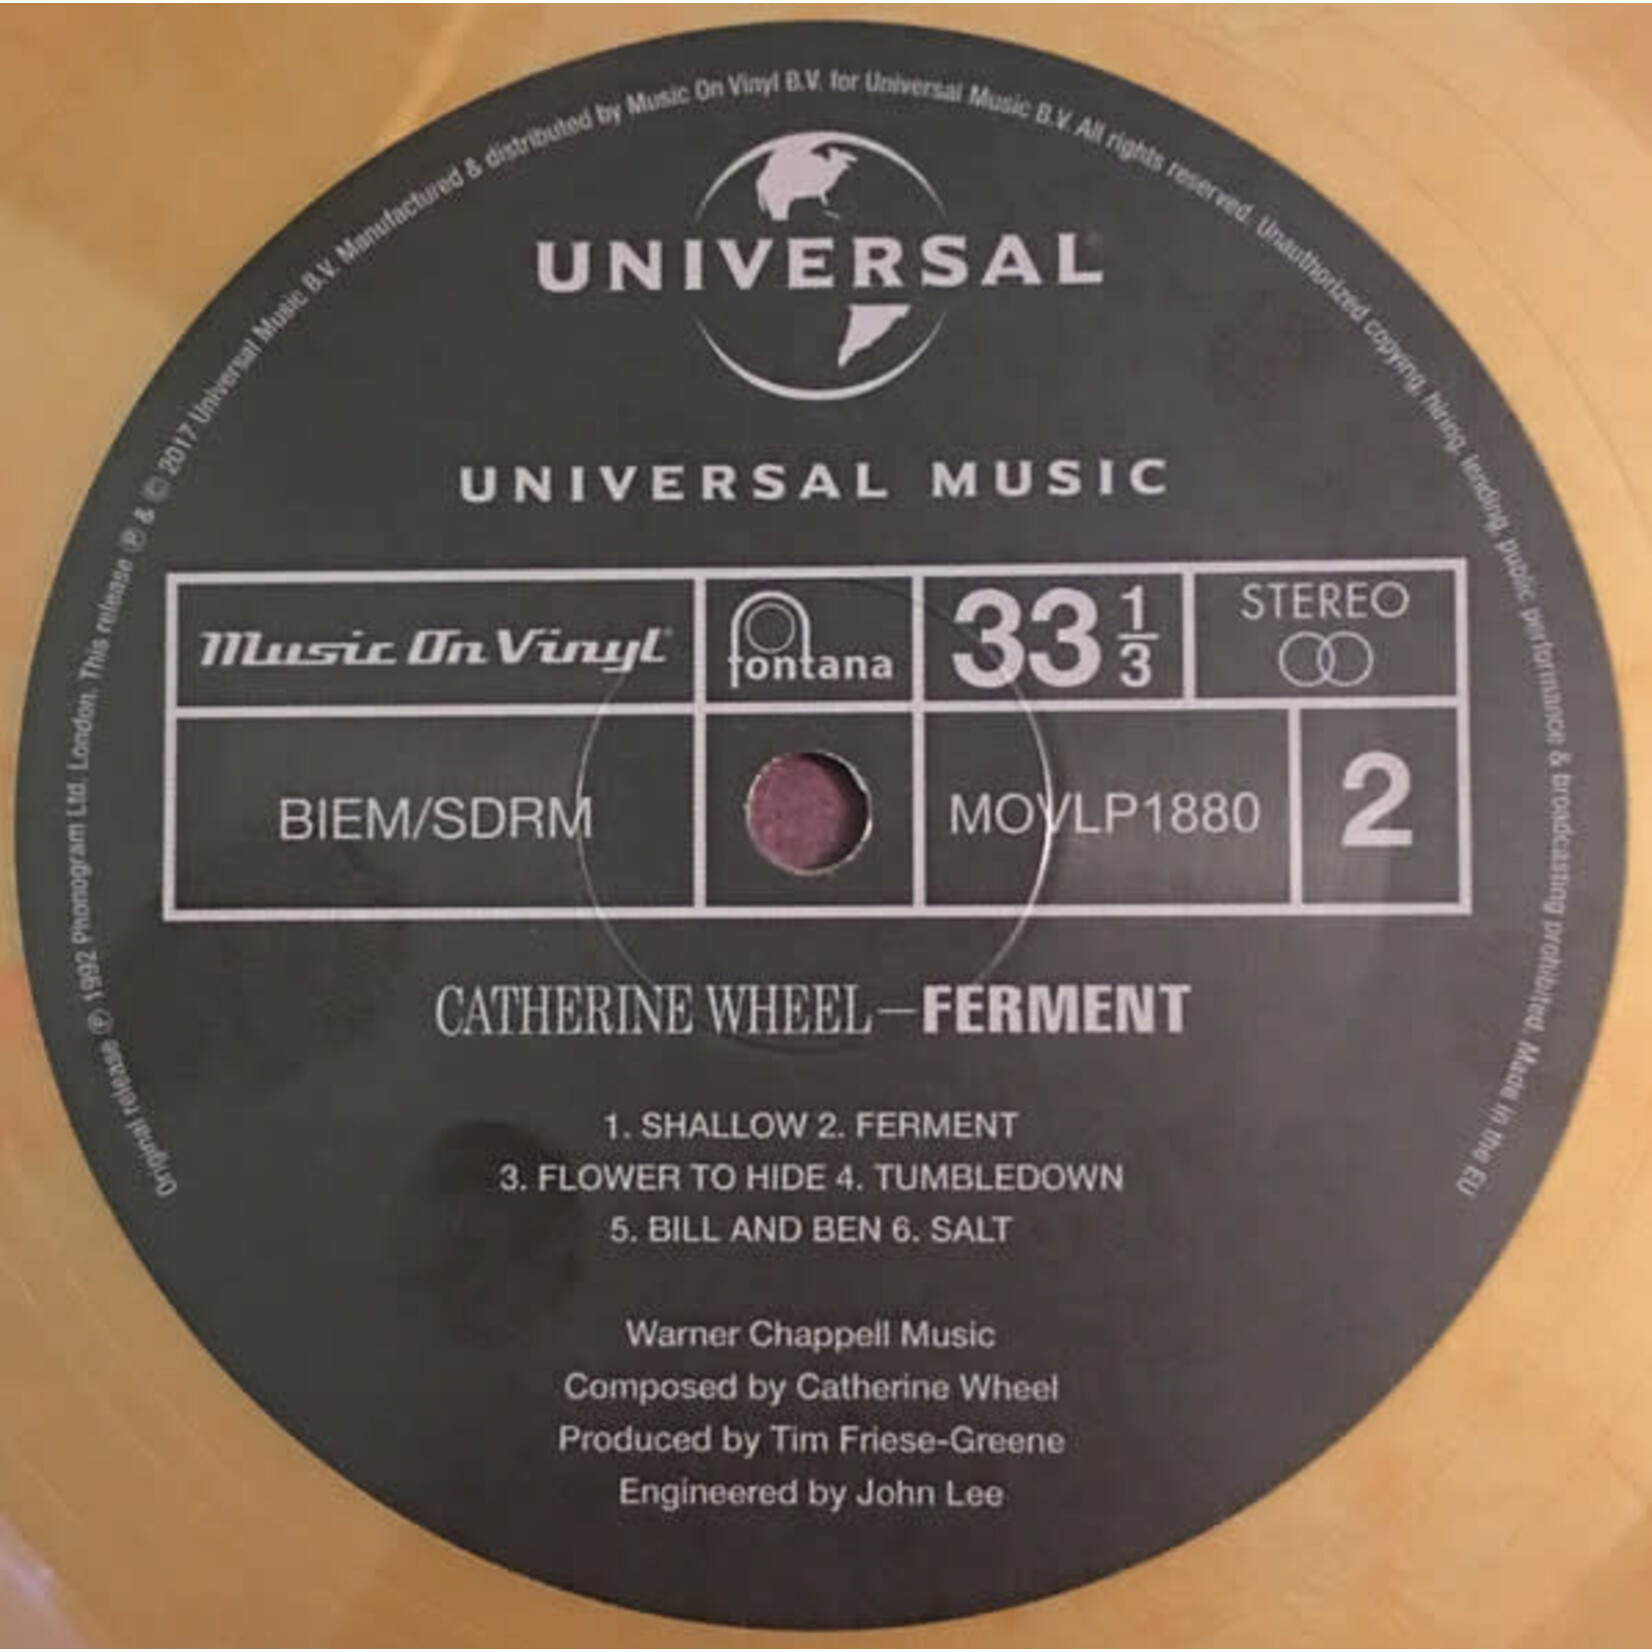 Original release ℗ 1992 Phonogram Ltd. London. This release ℗ & © 2017 Universal Music B.V. Manufactured & distributed by Music On Vinyl B.V. for Universal Music B.V. All rights reserved. Unauthorized copying, hiring, lending, public performance & broadcasting prohibited. Made in the EU
UNIVERSAL
UNIVERSAL MUSIC
Music On Vinyl
fontana
33 1/3
STEREO
BIEM/SDRM
MOVLP1880
2
CATHERINE WHEEL–FERMENT
1. SHALLOW 2. FERMENT
3. FLOWER TO HIDE 4. TUMBLEDOWN
5. BILL AND BEN 6. SALT
Warner Chappell Music
Composed by Catherine Wheel
Produced by Tim Friese-Greene
Engineered by John Lee